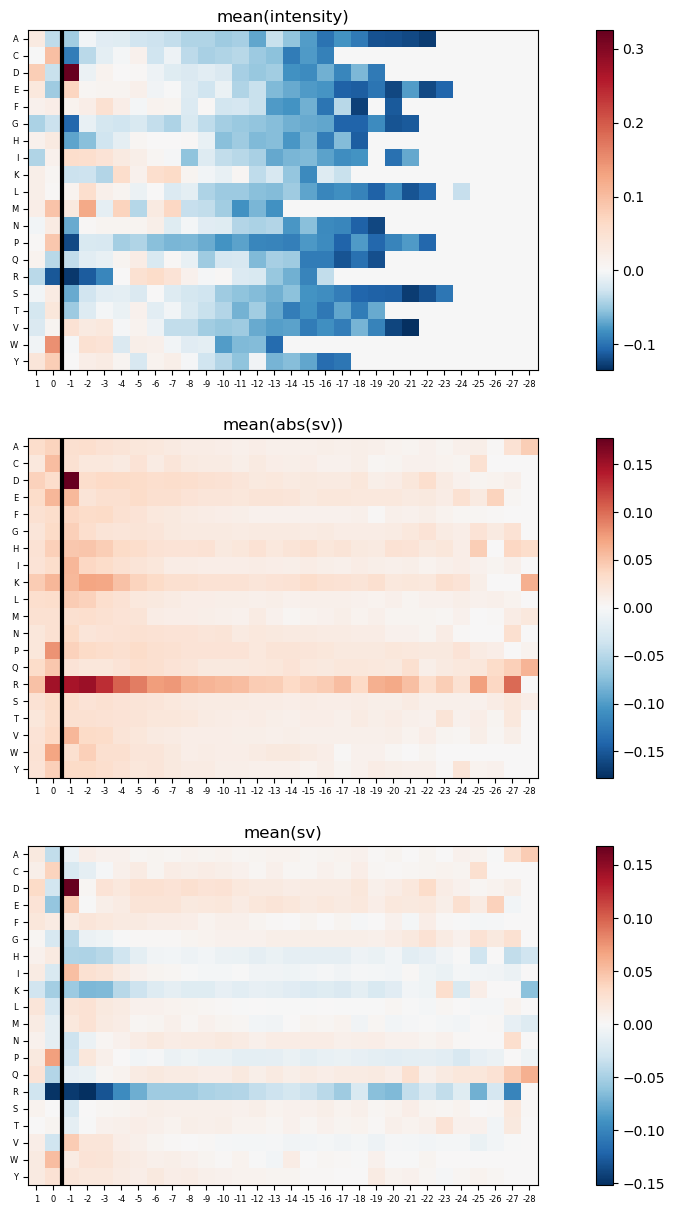 mean(intensity)
A
C
D
E
F
G
H
I
K
L
M
N
P
Q
R
S
T
V
W
Y
1 0 -1 -2 -3 -4 -5 -6 -7 -8 -9 -10 -11 -12 -13 -14 -15 -16 -17 -18 -19 -20 -21 -22 -23 -24 -25 -26 -27 -28
0.3
0.2
0.1
0.0
−0.1
mean(abs(sv))
A
C
D
E
F
G
H
I
K
L
M
N
P
Q
R
S
T
V
W
Y
1 0 -1 -2 -3 -4 -5 -6 -7 -8 -9 -10 -11 -12 -13 -14 -15 -16 -17 -18 -19 -20 -21 -22 -23 -24 -25 -26 -27 -28
0.15
0.10
0.05
0.00
−0.05
−0.10
−0.15
mean(sv)
A
C
D
E
F
G
H
I
K
L
M
N
P
Q
R
S
T
V
W
Y
1 0 -1 -2 -3 -4 -5 -6 -7 -8 -9 -10 -11 -12 -13 -14 -15 -16 -17 -18 -19 -20 -21 -22 -23 -24 -25 -26 -27 -28
0.15
0.10
0.05
0.00
−0.05
−0.10
−0.15